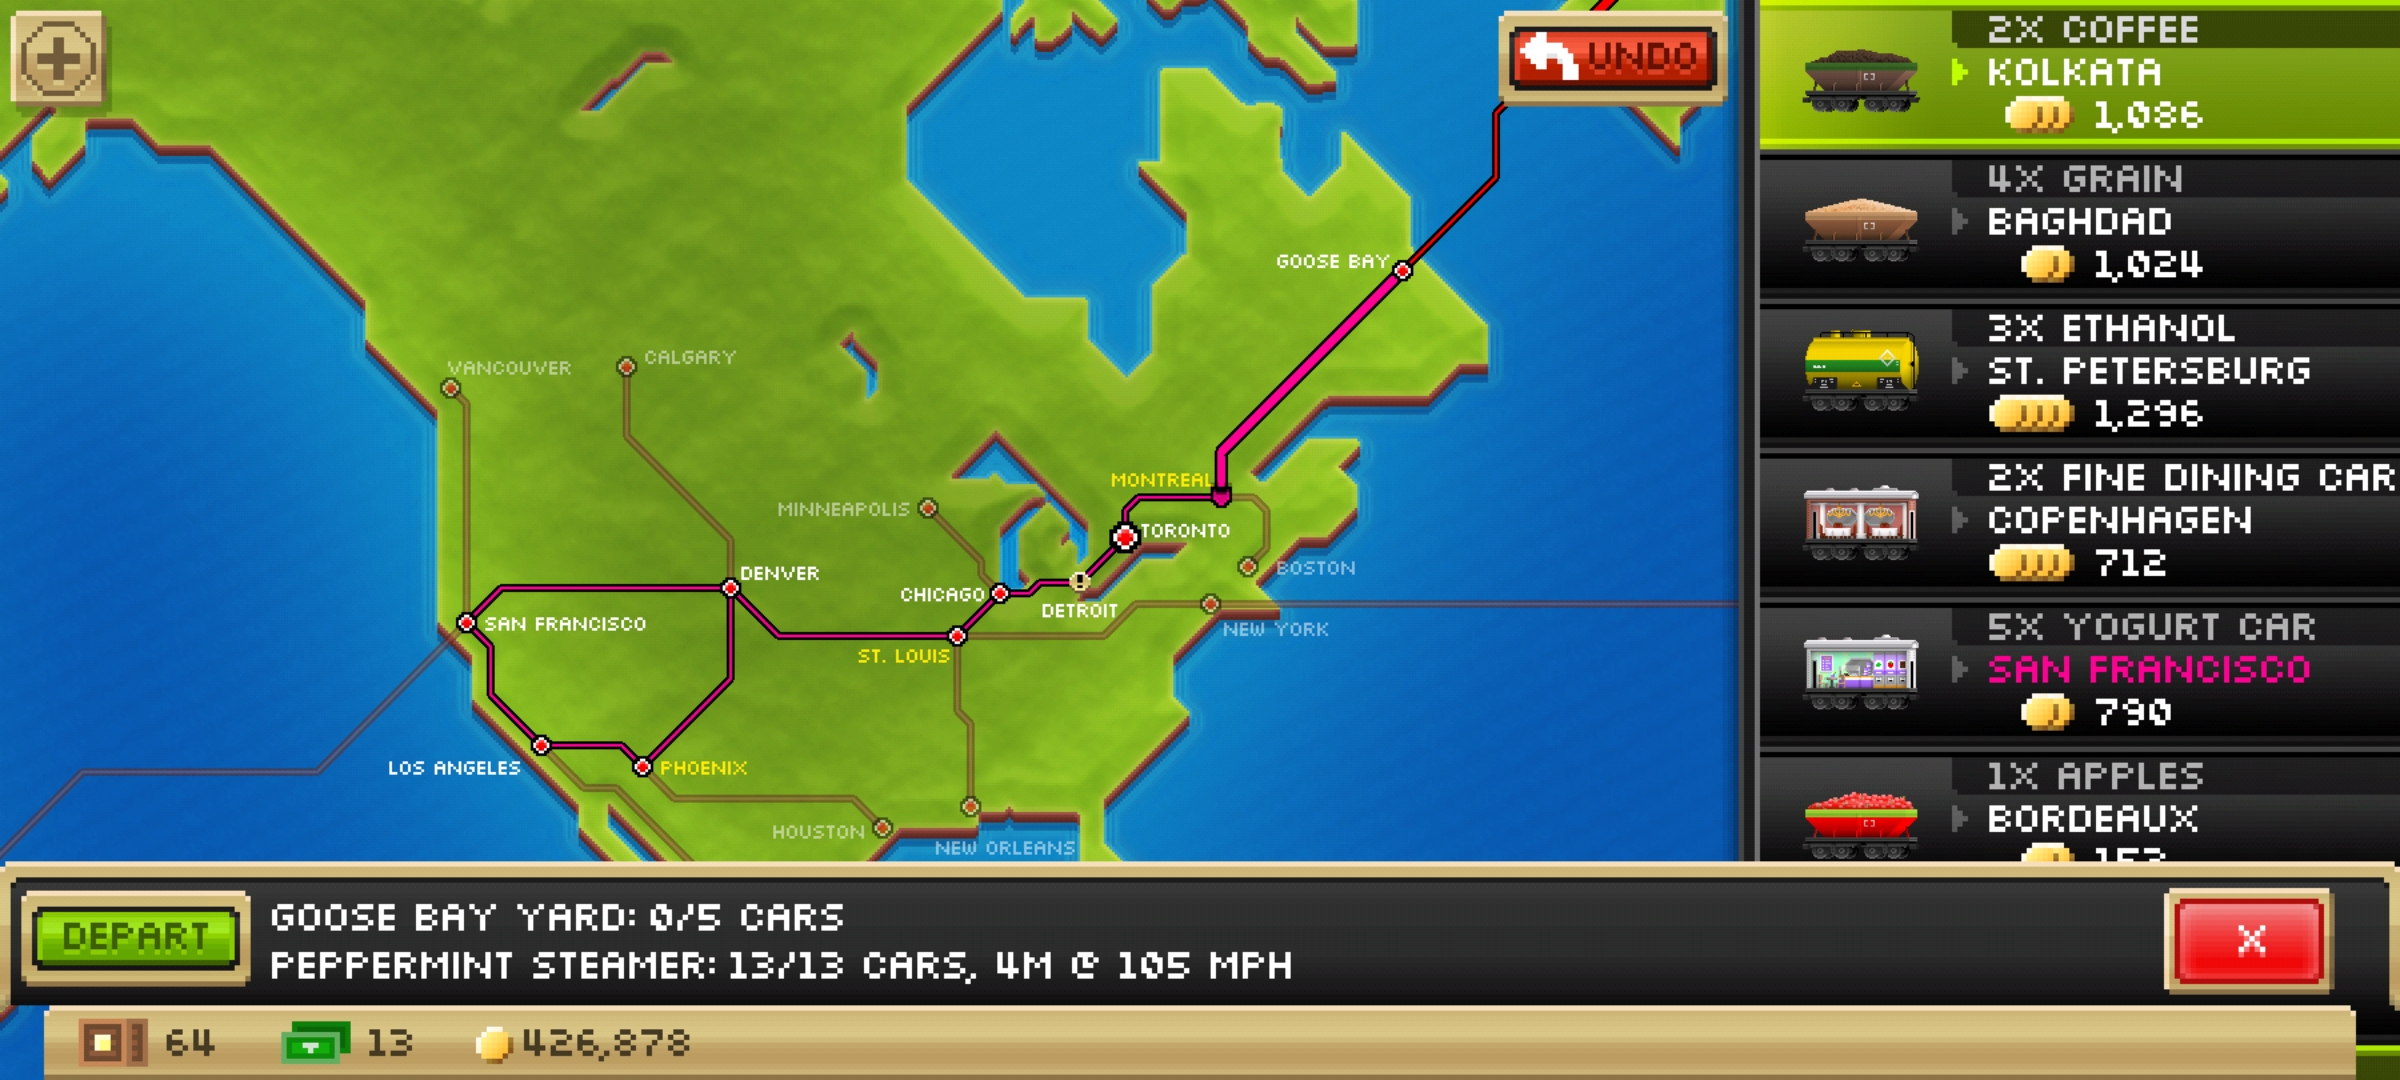 UNDO
GOOSE BAY
VANCOUVER
CALGARY
MONTREAL
MINNEAPOLIS
TORONTO
BOSTON
DENVER
CHICAGO
DETROIT
SAN FRANCISCO
NEW YORK
ST. LOUIS
LOS ANGELES
PHOENIX
HOUSTON
NEW ORLEANS
2X COFFEE
KOLKATA
1,086
4X GRAIN
BAGHDAD
1,024
3X ETHANOL
ST. PETERSBURG
1,296
2X FINE DINING CAR
COPENHAGEN
712
5X YOGURT CAR
SAN FRANCISCO
790
1X APPLES
BORDEAUX
DEPART
GOOSE BAY YARD: 0/5 CARS
PEPPERMINT STEAMER: 13/13 CARS, 4M @ 105 MPH
X
64
13
426,878